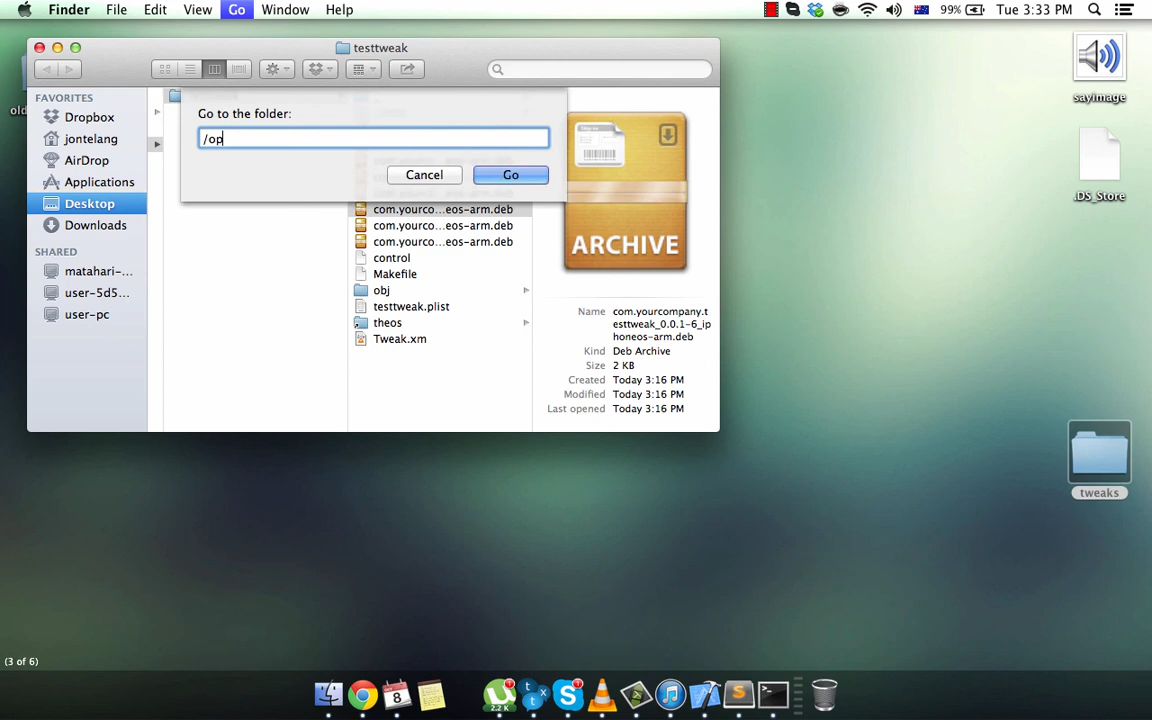 Finder File Edit View Go Window Help 99% Tue 3:33 PM
testtweak
sayimage
.DS_Store
tweaks
old
FAVORITES
Dropbox
jontelang
AirDrop
Applications
Desktop
Downloads
SHARED
matahari-...
user-5d5...
user-pc
Go to the folder:
/op
Cancel Go
com.yourco...eos-arm.deb
com.yourco...eos-arm.deb
com.yourco...eos-arm.deb
control
Makefile
obj
testtweak.plist
theos
Tweak.xm
ARCHIVE
Name com.yourcompany.t
esttweak_0.0.1-6_ip
honeos-arm.deb
Kind Deb Archive
Size 2 KB
Created Today 3:16 PM
Modified Today 3:16 PM
Last opened Today 3:16 PM
(3 of 6)
2.2 K
8